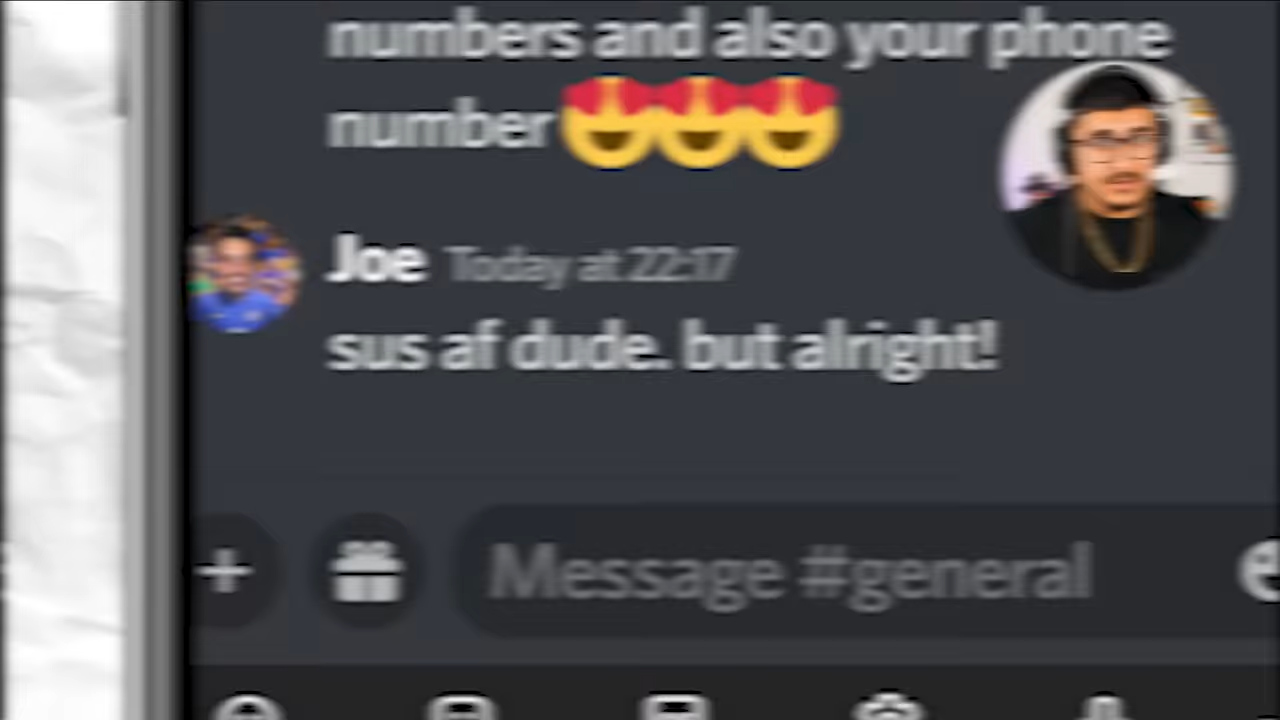 numbers and also your phone
number😍😍😍
Joe Today at 22:17
sus af dude. but alright!
Message #general